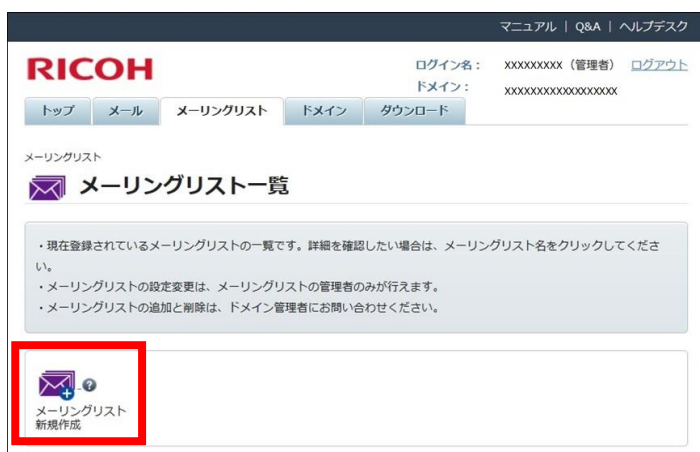 マニュアル | Q&A | ヘルプデスク
RICOH
ログイン名： xxxxxxxxx（管理者） ログアウト
ドメイン： xxxxxxxxxxxxxxxxxx
トップ メール メーリングリスト ドメイン ダウンロード
メーリングリスト
メーリングリスト一覧
・現在登録されているメーリングリストの一覧です。詳細を確認したい場合は、メーリングリスト名をクリックしてくださ
い。
・メーリングリストの設定変更は、メーリングリストの管理者のみが行えます。
・メーリングリストの追加と削除は、ドメイン管理者にお問い合わせください。
?
メーリングリスト
新規作成